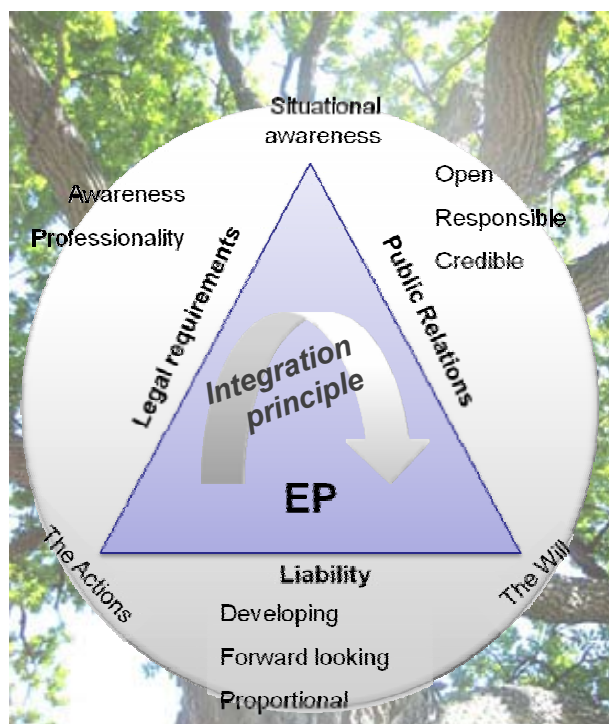 Situational
awareness
Awareness
Professionality
Open
Responsible
Credible
Legal requirements
Public Relations
Integration
principle
EP
The Actions
The Will
Liability
Developing
Forward looking
Proportional